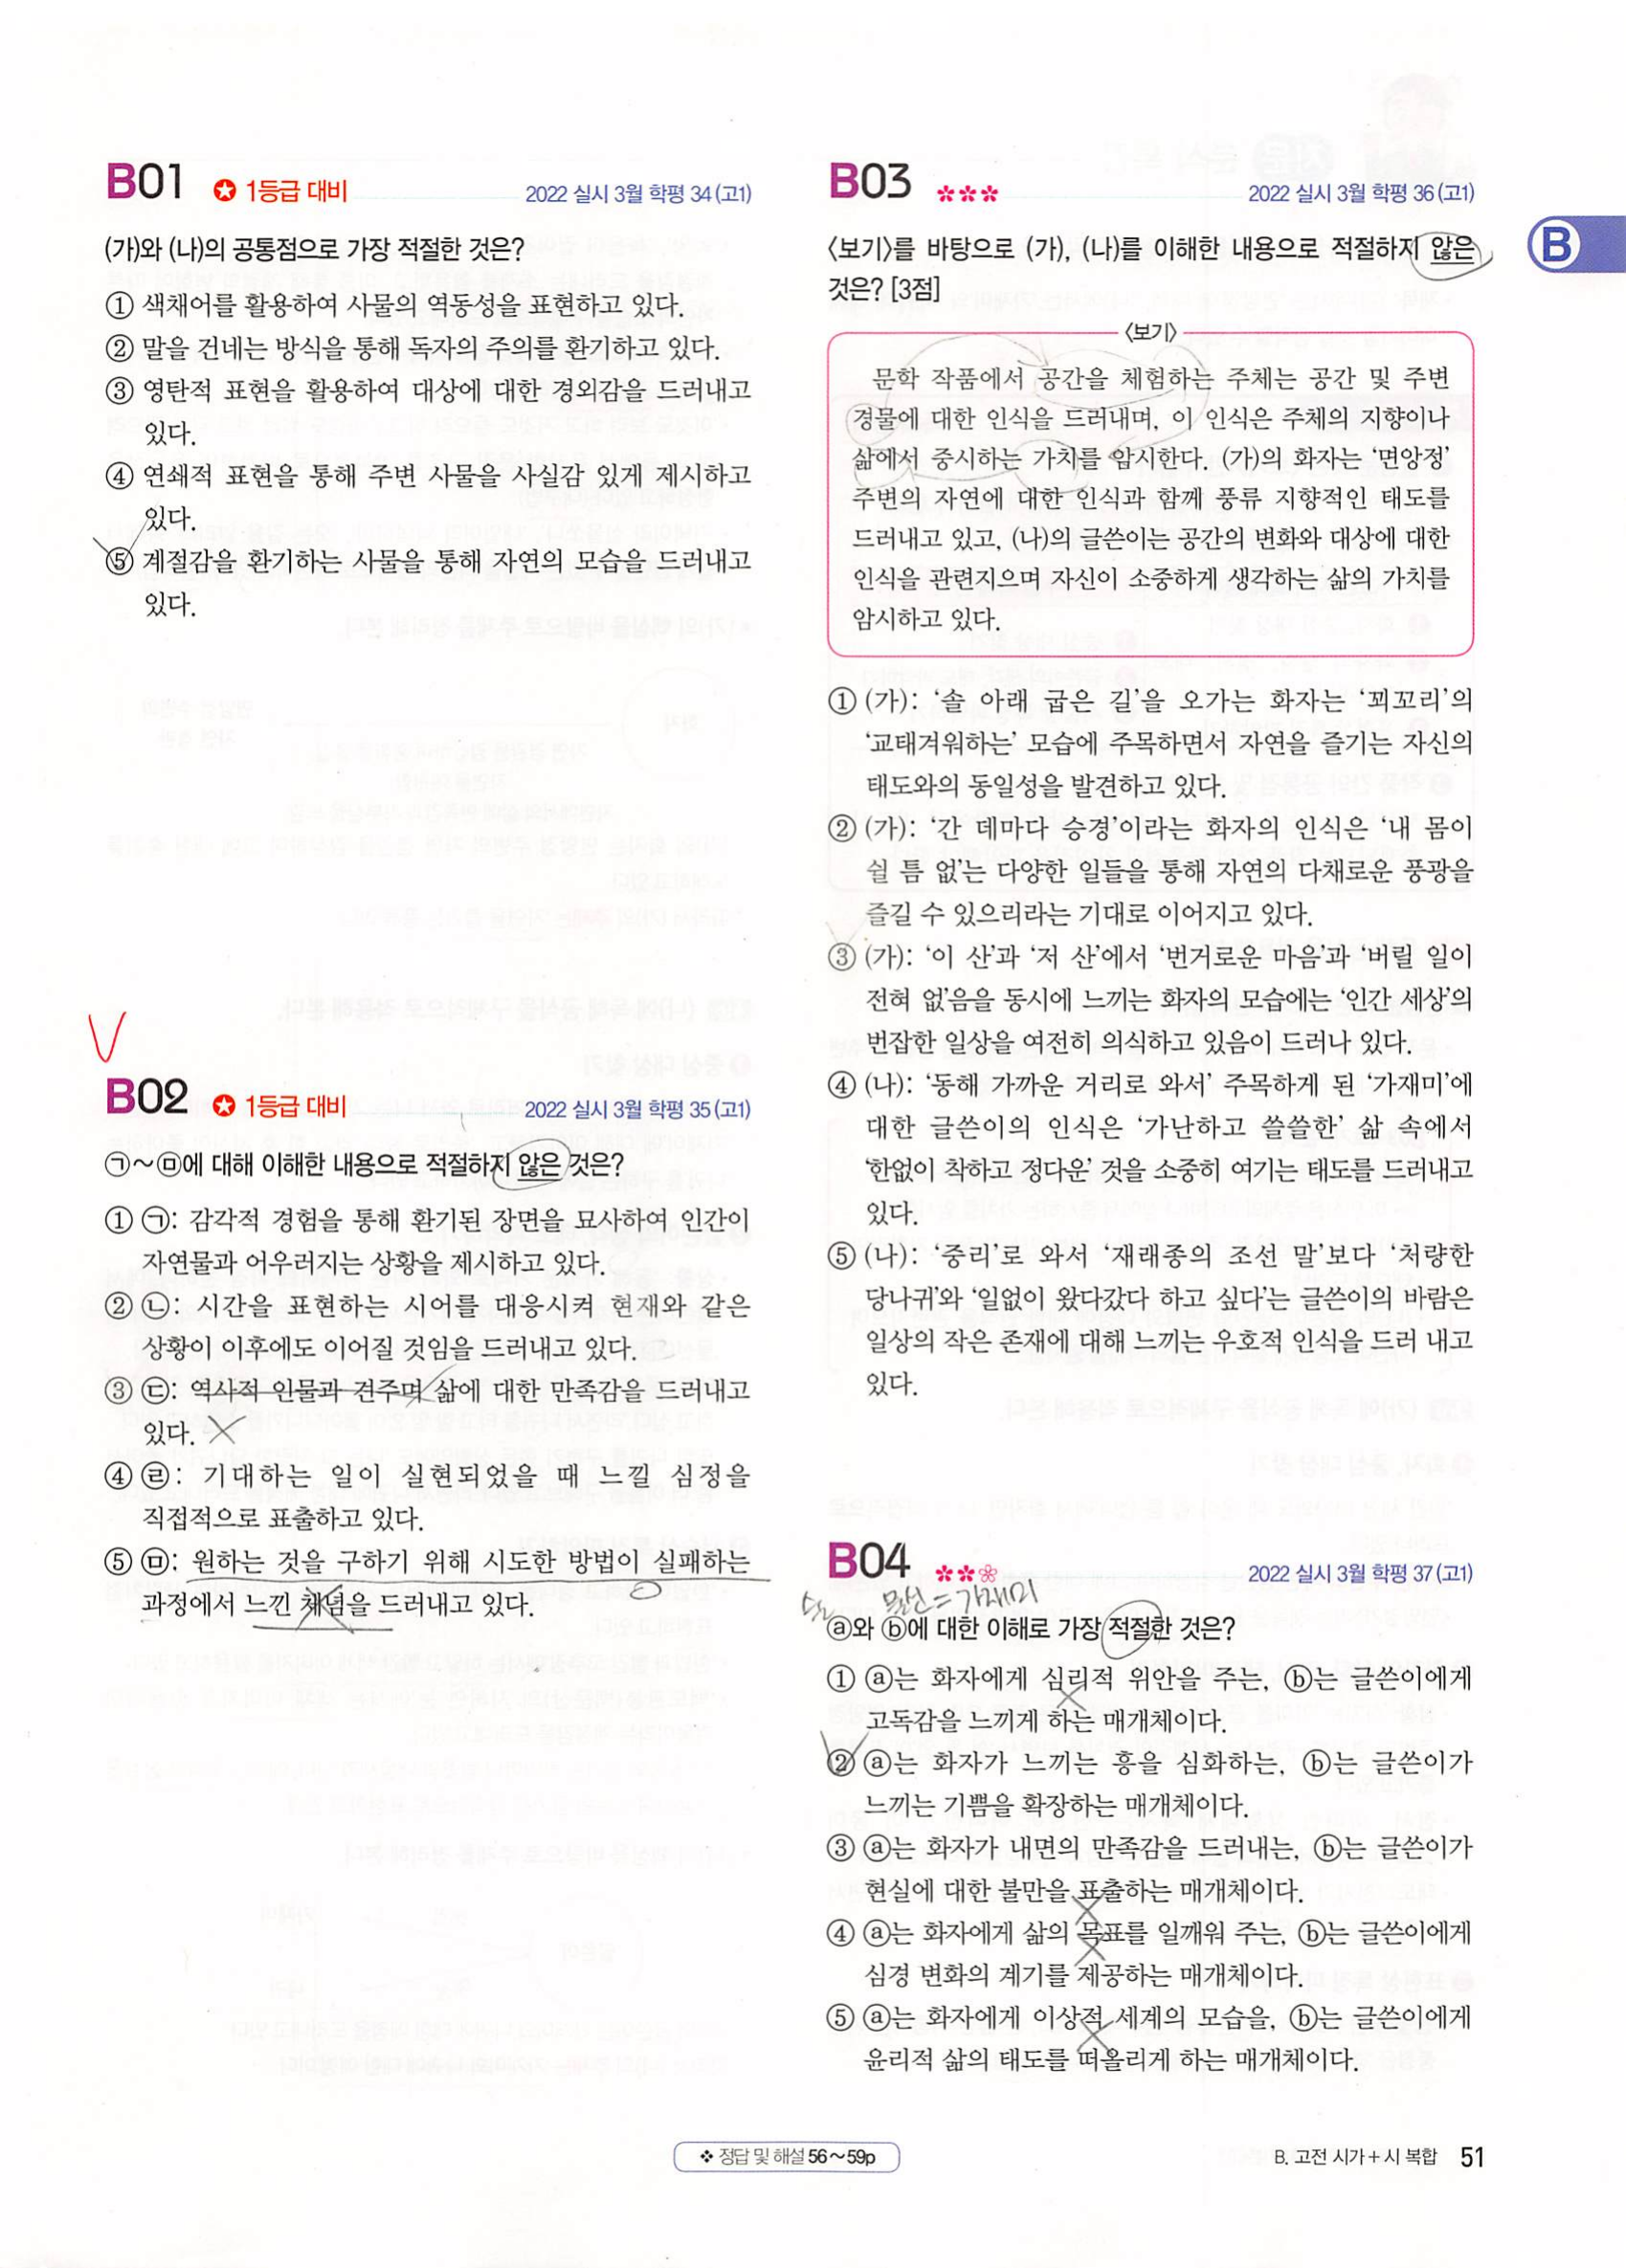 B01 1등급 대비 2022 실시 3월 학평 34(고1)
(가)와 (나)의 공통점으로 가장 적절한 것은?
① 색채어를 활용하여 사물의 역동성을 표현하고 있다.
② 말을 건네는 방식을 통해 독자의 주의를 환기하고 있다.
③ 영탄적 표현을 활용하여 대상에 대한 경외감을 드러내고
있다.
④ 연쇄적 표현을 통해 주변 사물을 사실감 있게 제시하고
있다.
⑤ 계절감을 환기하는 사물을 통해 자연의 모습을 드러내고
있다.
B02 1등급 대비 2022 실시 3월 학평 35(고1)
㉠~㉤에 대해 이해한 내용으로 적절하지 않은 것은?
① ㉠: 감각적 경험을 통해 환기된 장면을 묘사하여 인간이
자연물과 어우러지는 상황을 제시하고 있다.
② ㉡: 시간을 표현하는 시어를 대응시켜 현재와 같은
상황이 이후에도 이어질 것임을 드러내고 있다.
③ ㉢: 역사적 인물과 견주며 삶에 대한 만족감을 드러내고
있다.
④ ㉣: 기대하는 일이 실현되었을 때 느낄 심정을
직접적으로 표출하고 있다.
⑤ ㉤: 원하는 것을 구하기 위해 시도한 방법이 실패하는
과정에서 느낀 체념을 드러내고 있다.
B03 2022 실시 3월 학평 36(고1)
〈보기〉를 바탕으로 (가), (나)를 이해한 내용으로 적절하지 않은
것은? [3점]
〈보기〉
문학 작품에서 공간을 체험하는 주체는 공간 및 주변
경물에 대한 인식을 드러내며, 이 인식은 주체의 지향이나
삶에서 중시하는 가치를 암시한다. (가)의 화자는 ‘면앙정’
주변의 자연에 대한 인식과 함께 풍류 지향적인 태도를
드러내고 있고, (나)의 글쓴이는 공간의 변화와 대상에 대한
인식을 관련지으며 자신이 소중하게 생각하는 삶의 가치를
암시하고 있다.
① (가): ‘솔 아래 굽은 길’을 오가는 화자는 ‘꾀꼬리’의
‘교태겨워하는’ 모습에 주목하면서 자연을 즐기는 자신의
태도와의 동일성을 발견하고 있다.
② (가): ‘간 데마다 승경’이라는 화자의 인식은 ‘내 몸이
쉴 틈 없’는 다양한 일들을 통해 자연의 다채로운 풍광을
즐길 수 있으리라는 기대로 이어지고 있다.
③ (가): ‘이 산’과 ‘저 산’에서 ‘번거로운 마음’과 버릴 일이
전혀 없’음을 동시에 느끼는 화자의 모습에는 ‘인간 세상’의
번잡한 일상을 여전히 의식하고 있음이 드러나 있다.
④ (나): ‘동해 가까운 거리로 와서’ 주목하게 된 ‘가재미’에
대한 글쓴이의 인식은 ‘가난하고 쓸쓸한’ 삶 속에서
‘한없이 착하고 정다운’ 것을 소중히 여기는 태도를 드러내고
있다.
⑤ (나): ‘중리’로 와서 ‘재래종의 조선 말’보다 ‘처량한
당나귀’와 ‘일없이 왔다갔다 하고 싶다’는 글쓴이의 바람은
일상의 작은 존재에 대해 느끼는 우호적 인식을 드러 내고
있다.
B04 2022 실시 3월 학평 37(고1)
= 가재미
ⓐ와 ⓑ에 대한 이해로 가장 적절한 것은?
① ⓐ는 화자에게 심리적 위안을 주는, ⓑ는 글쓴이에게
고독감을 느끼게 하는 매개체이다.
② ⓐ는 화자가 느끼는 흥을 심화하는, ⓑ는 글쓴이가
느끼는 기쁨을 확장하는 매개체이다.
③ ⓐ는 화자가 내면의 만족감을 드러내는, ⓑ는 글쓴이가
현실에 대한 불만을 표출하는 매개체이다.
④ ⓐ는 화자에게 삶의 목표를 일깨워 주는, ⓑ는 글쓴이에게
심경 변화의 계기를 제공하는 매개체이다.
⑤ ⓐ는 화자에게 이상적 세계의 모습을, ⓑ는 글쓴이에게
윤리적 삶의 태도를 떠올리게 하는 매개체이다.
B
❖ 정답 및 해설 56~59p
B. 고전 시가+시 복합 51